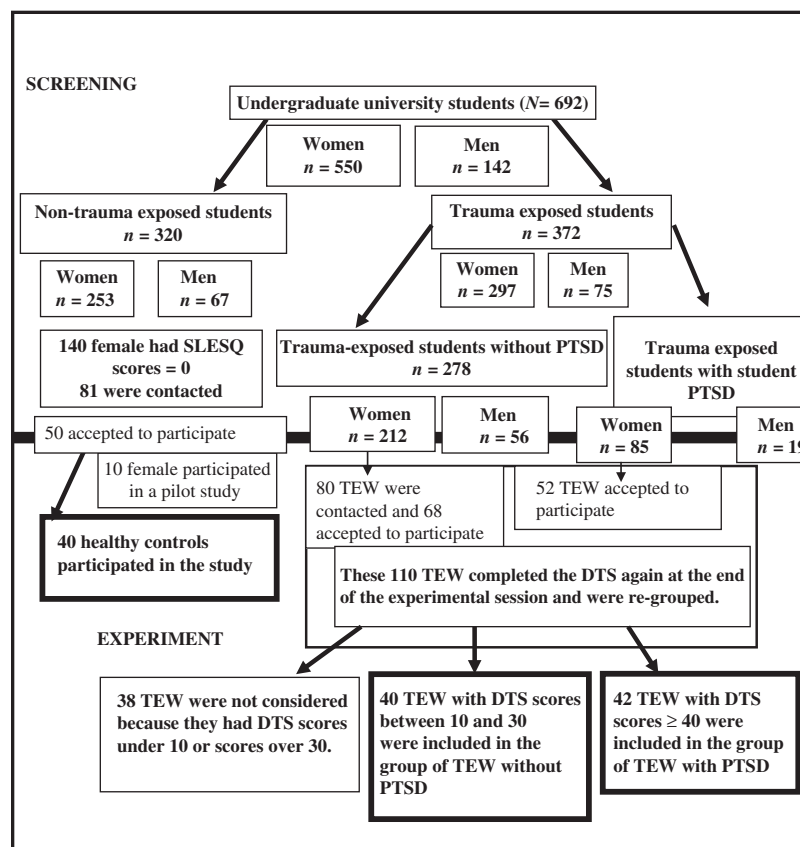 SCREENING
Undergraduate university students (N= 692)
Women
n = 550
Men
n = 142
Non-trauma exposed students
n = 320
Trauma exposed students
n = 372
Women
n = 253
Men
n = 67
Women
n = 297
Men
n = 75
140 female had SLESQ
scores = 0
81 were contacted
Trauma-exposed students without PTSD
n = 278
Trauma exposed
students with student
PTSD
Women
n = 212
Men
n = 56
Women
n = 85
Men
n = 19
50 accepted to participate
10 female participated
in a pilot study
80 TEW were
contacted and 68
accepted to participate
52 TEW accepted to
participate
40 healthy controls
participated in the study
These 110 TEW completed the DTS again at the end
of the experimental session and were re-grouped.
EXPERIMENT
38 TEW were not considered
because they had DTS scores
under 10 or scores over 30.
40 TEW with DTS scores
between 10 and 30
were included in the
group of TEW without
PTSD
42 TEW with DTS
scores ≥ 40 were
included in the group
of TEW with PTSD